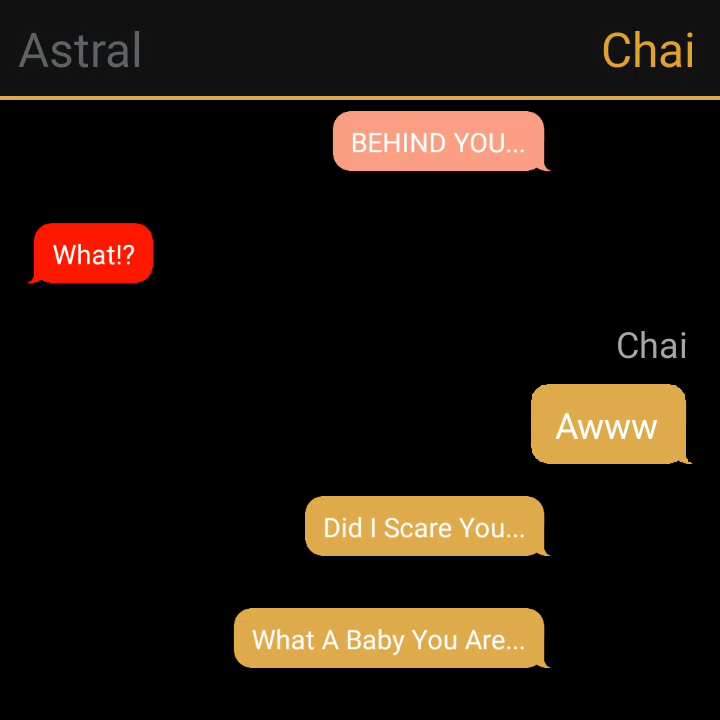 Astral
Chai
BEHIND YOU...
What!?
Chai
Awww
Did I Scare You...
What A Baby You Are...